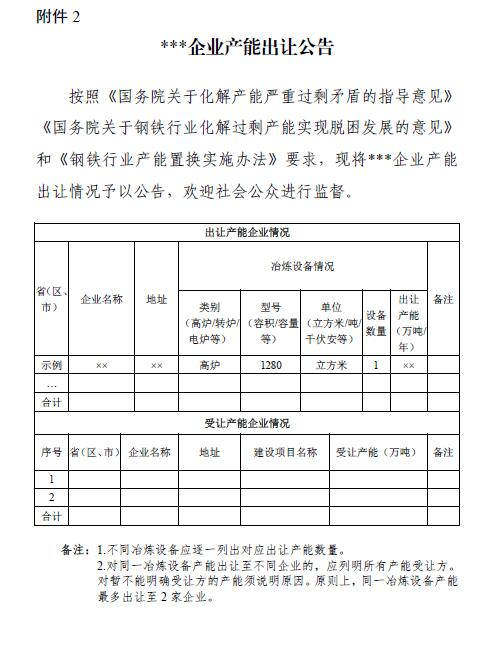 附件 2
***企业产能出让公告
按照《国务院关于化解产能严重过剩矛盾的指导意见》
《国务院关于钢铁行业化解过剩产能实现脱困发展的意见》
和《钢铁行业产能置换实施办法》要求，现将***企业产能
出让情况予以公告，欢迎社会公众进行监督。
出让产能企业情况
省（区、市） 企业名称 地址 冶炼设备情况 备注
类别（高炉/转炉/电炉等） 型号（容积/容量等） 单位（立方米/吨/千伏安等） 设备数量 出让产能（万吨/年）
示例 ×× ×× 高炉 1280 立方米 1 ××
…
合计
受让产能企业情况
序号 省（区、市） 企业名称 地址 建设项目名称 受让产能（万吨） 备注
1
2
合计
备注：1.不同冶炼设备应逐一列出对应出让产能数量。
2.对同一冶炼设备产能出让至不同企业的，应列明所有产能受让方。
对暂不能明确受让方的产能须说明原因。原则上，同一冶炼设备产能
最多出让至 2 家企业。